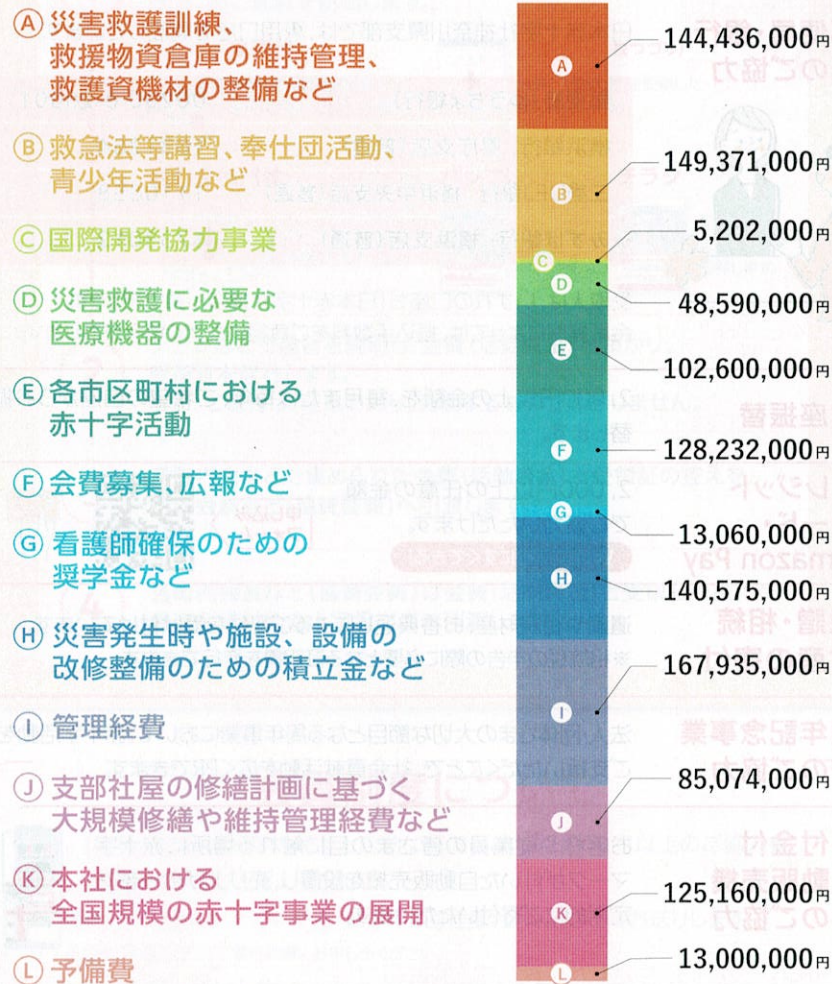 Ⓐ 災害救護訓練、
救援物資倉庫の維持管理、
救護資機材の整備など
Ⓑ 救急法等講習、奉仕団活動、
青少年活動など
Ⓒ 国際開発協力事業
Ⓓ 災害救護に必要な
医療機器の整備
Ⓔ 各市区町村における
赤十字活動
Ⓕ 会費募集、広報など
Ⓖ 看護師確保のための
奨学金など
Ⓗ 災害発生時や施設、設備の
改修整備のための積立金など
Ⓘ 管理経費
Ⓙ 支部社屋の修繕計画に基づく
大規模修繕や維持管理経費など
Ⓚ 本社における
全国規模の赤十字事業の展開
Ⓛ 予備費
A 144,436,000円
B 149,371,000円
C 5,202,000円
D 48,590,000円
E 102,600,000円
F 128,232,000円
G 13,060,000円
H 140,575,000円
I 167,935,000円
J 85,074,000円
K 125,160,000円
L 13,000,000円